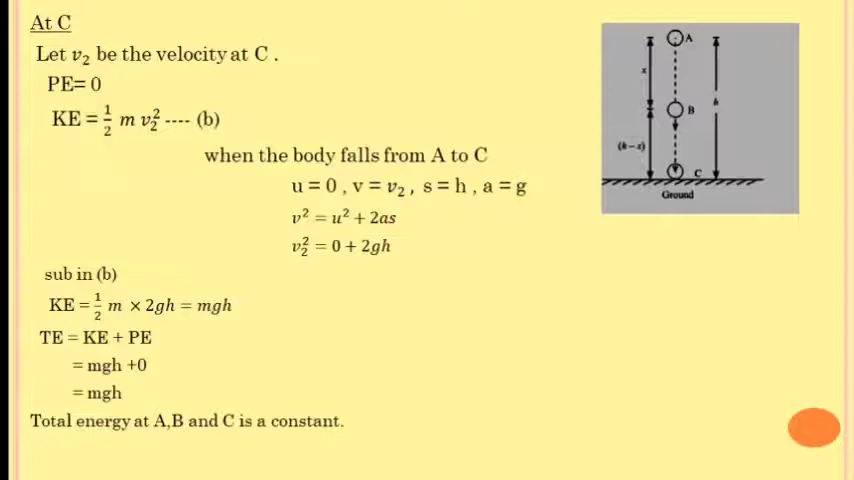 At C
Let v₂ be the velocity at C .
PE= 0
KE = 1/2 m v₂² ---- (b)
when the body falls from A to C
u = 0 , v = v₂ , s = h , a = g
v² = u² + 2as
v₂² = 0 + 2gh
sub in (b)
KE = 1/2 m × 2gh = mgh
TE = KE + PE
= mgh +0
= mgh
Total energy at A,B and C is a constant.
A
x
B
h
(h – x)
C
Ground